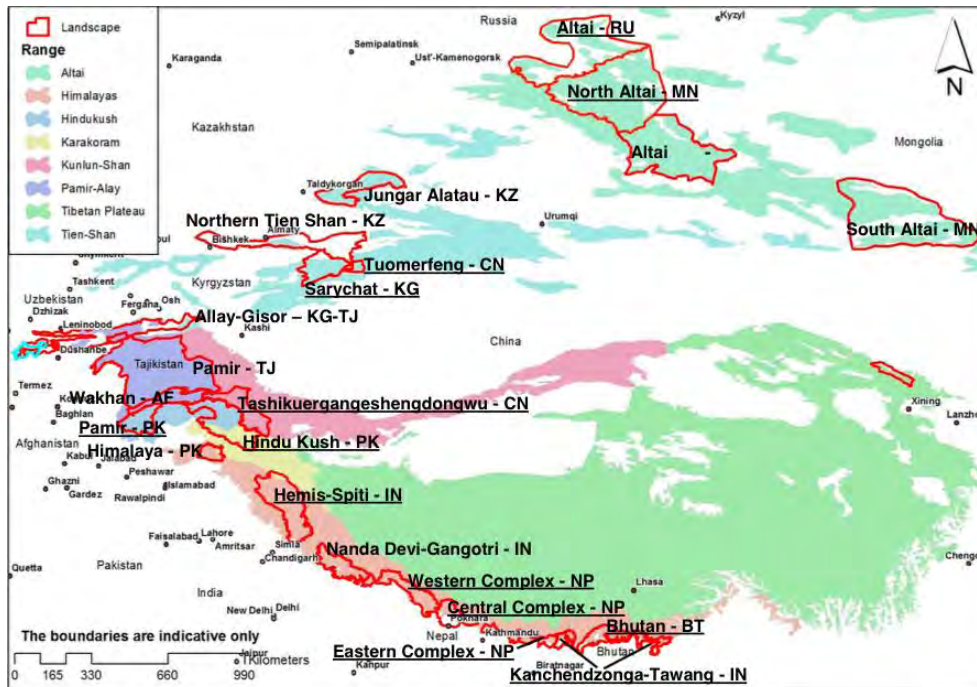 Landscape
Range
Altai
Himalayas
Hindukush
Karakoram
Kunlun-Shan
Pamir-Alay
Tibetan Plateau
Tien-Shan
Russia
Kyzyl
Altai - RU
Semipalatinsk
Karaganda
Ust'-Kamenogorsk
N
North Altai - MN
Kazakhstan
Mongolia
Altai -
Taldykorgan
Jungar Alatau - KZ
Northern Tien Shan - KZ
Almaty
Urumqi
Bishkek
South Altai - MN
Tuomerfeng - CN
Kyrgyzstan
Sarychat - KG
Tashkent
Uzbekistan
Fergana
Osh
Dzhizak
Allay-Gisor – KG-TJ
Leninobod
Kashi
China
Dushanbe
Tajikistan
Pamir - TJ
Termez
Wakhan - AF
Tashikuergangeshengdongwu - CN
Xining
Baghlan
Lanzho
Pamir - PK
Hindu Kush - PK
Afghanistan
Himalaya - PK
Kabul
Jalabad
Peshawar
Ghazni
Islamabad
Gardez
Rawalpindi
Hemis-Spiti - IN
Lahore
Faisalabad
Amritsar
Simla
Nanda Devi-Gangotri - IN
Chandigarh
Chengd
Quetta
Pakistan
Western Complex - NP
Lhasa
India
Central Complex - NP
New Delhi
Delhi
Pokhara
Bhutan - BT
The boundaries are indicative only
Nepal
Kathmandu
Eastern Complex - NP
Bhutan
Jaipur
Kilometers
Biratnagar
0 165 330 660 990
Kanpur
Kanchendzonga-Tawang - IN